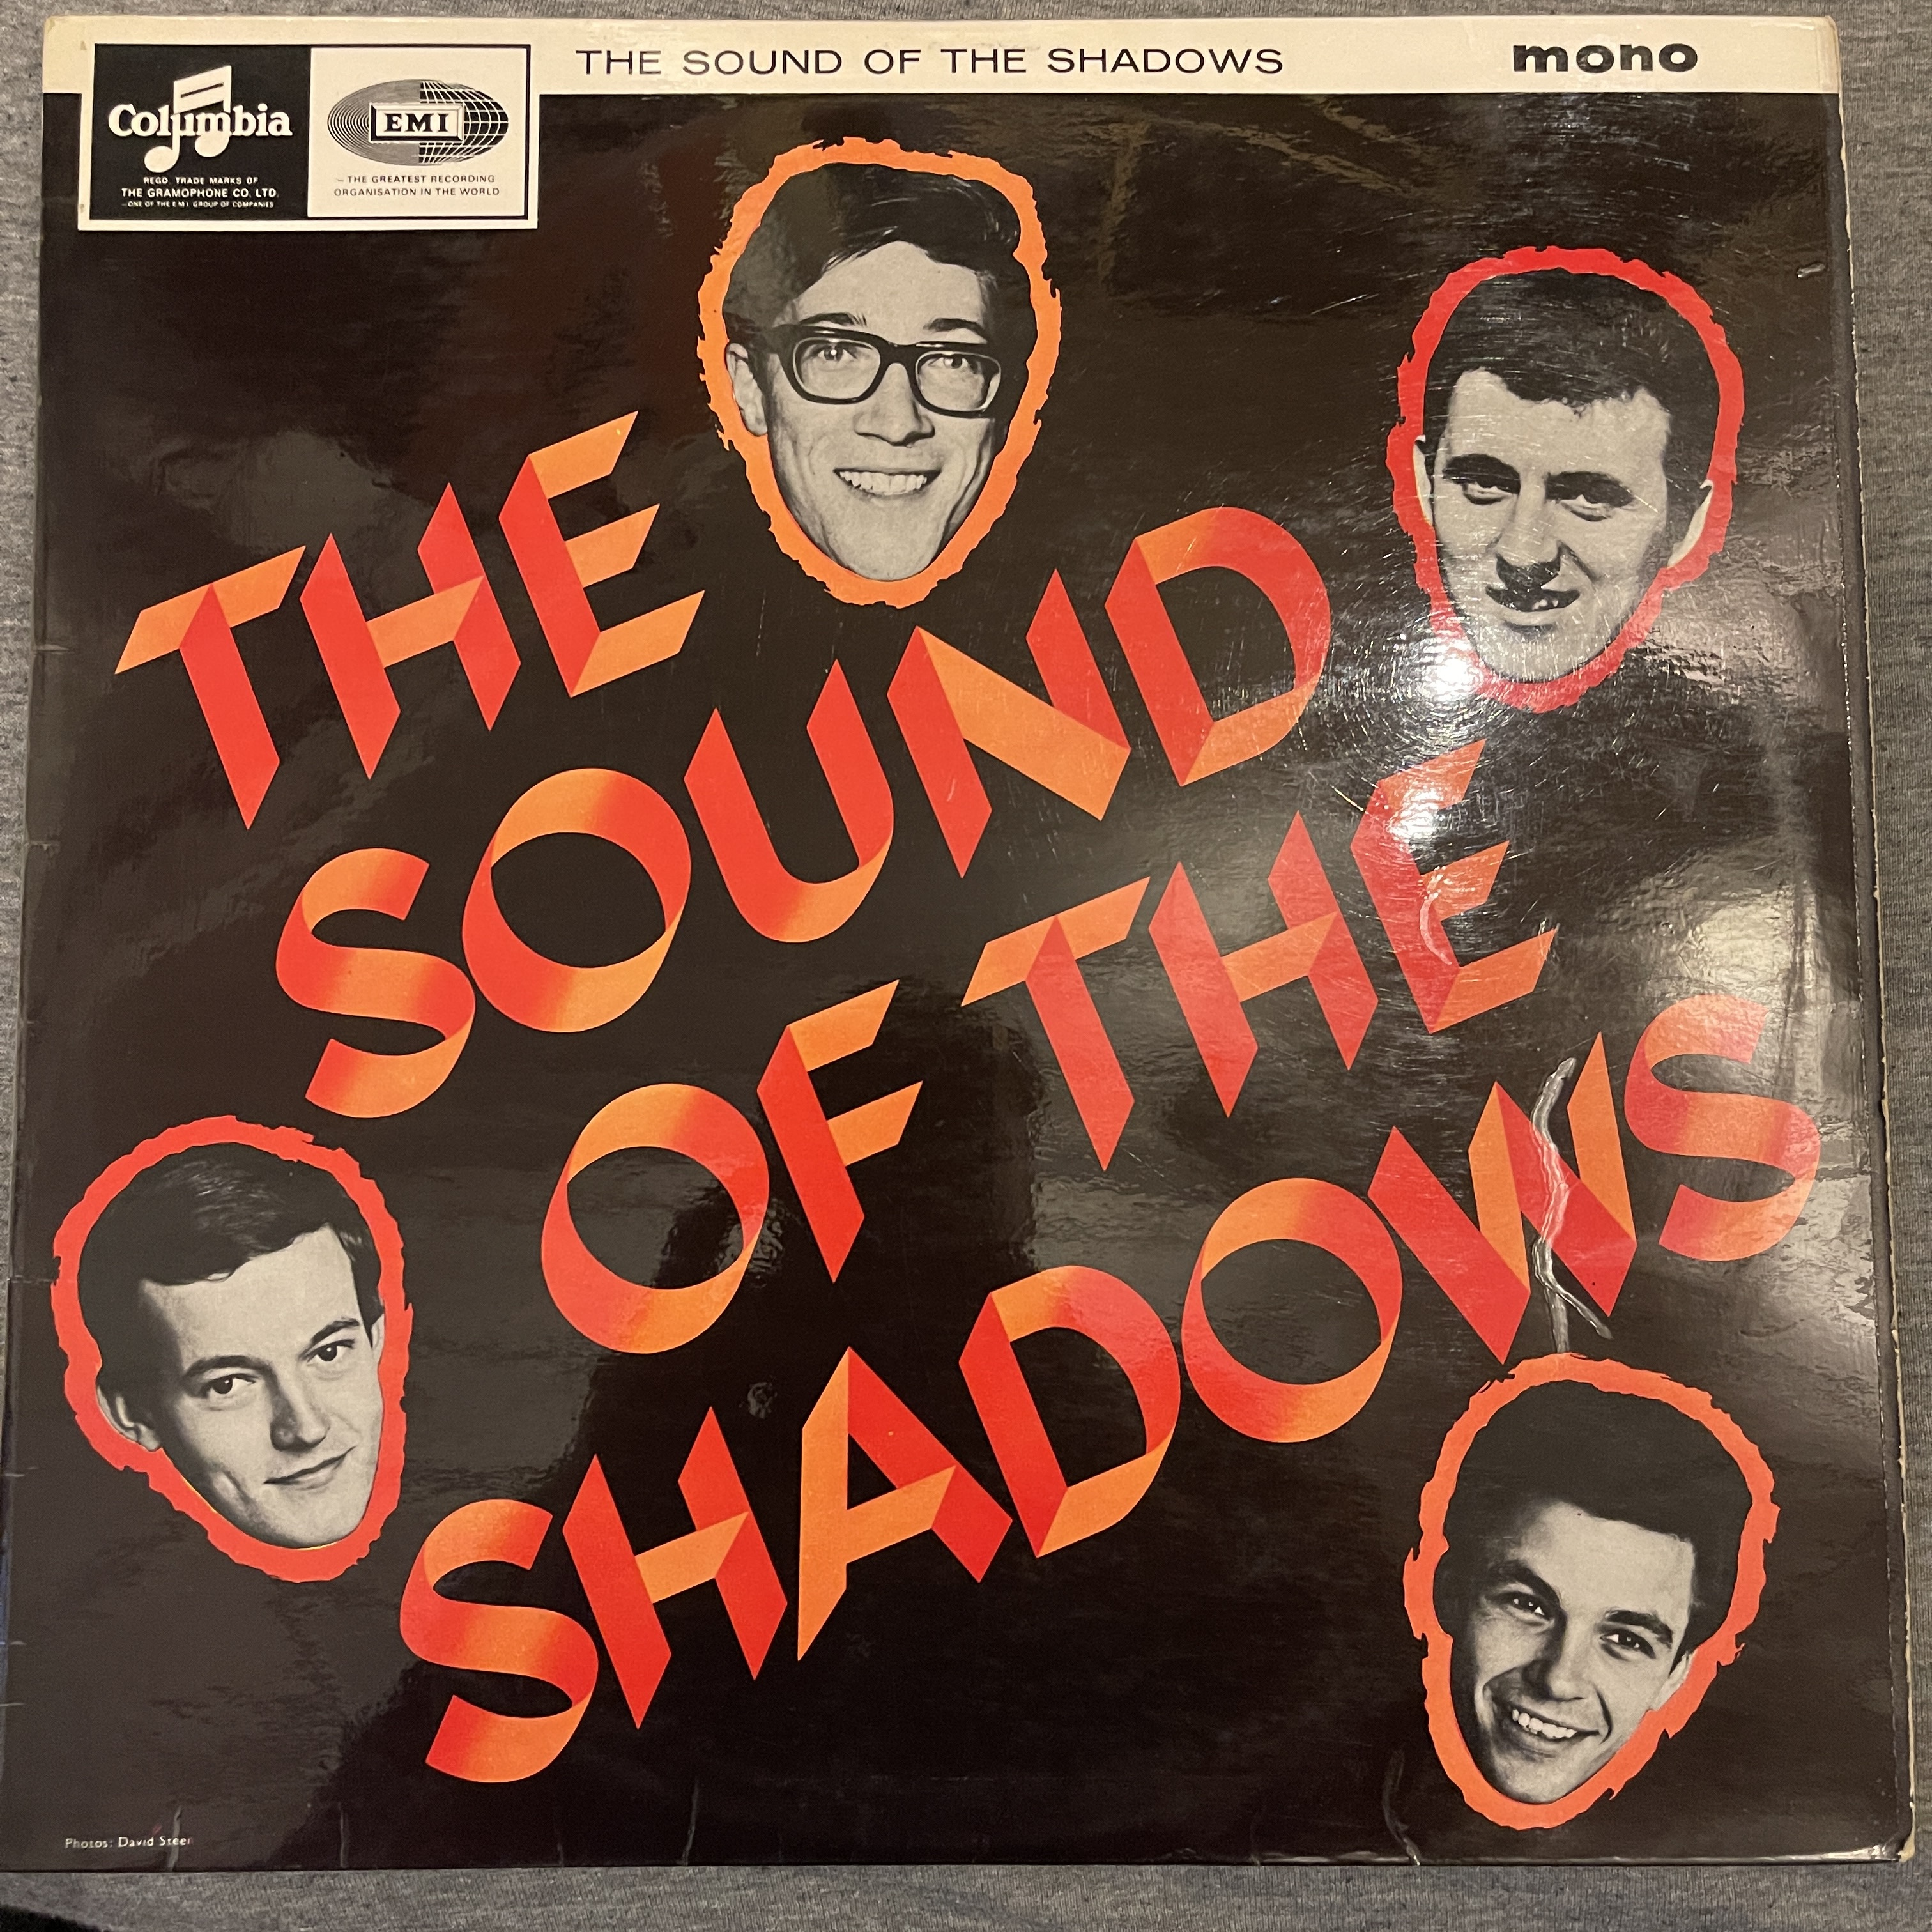 THE SOUND OF THE SHADOWS
mono
Columbia
REGD. TRADE MARKS OF
THE GRAMOPHONE CO. LTD.
—ONE OF THE E M I GROUP OF COMPANIES
EMI
—THE GREATEST RECORDING
ORGANISATION IN THE WORLD
THE
SOUND
OF THE
SHADOWS
Photos: David Steen